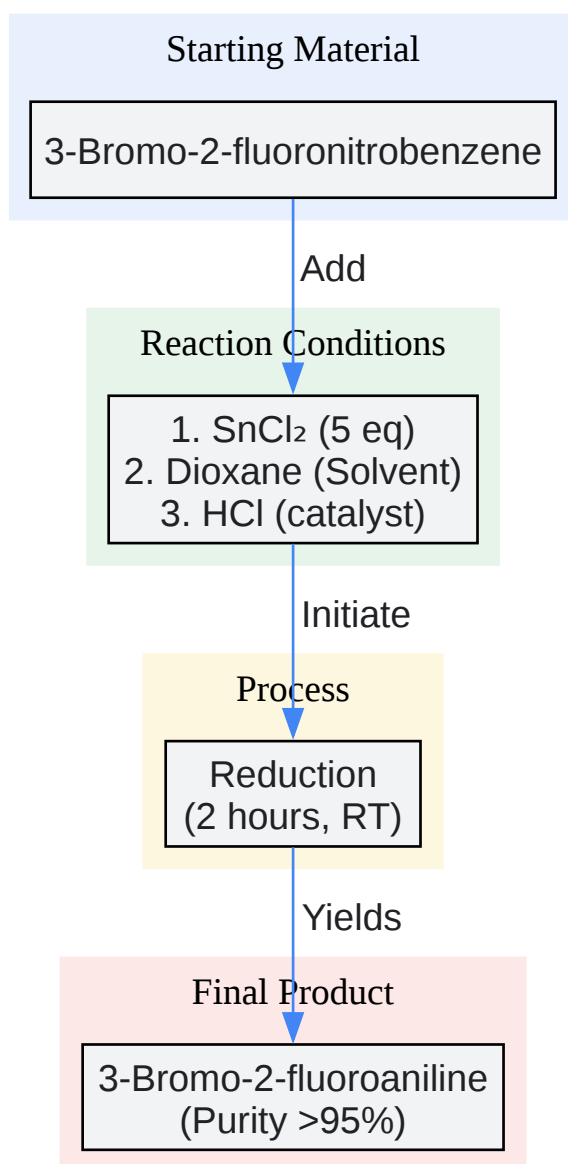 Starting Material
3-Bromo-2-fluoronitrobenzene
Add
Reaction Conditions
1. SnCl₂ (5 eq)
2. Dioxane (Solvent)
3. HCl (catalyst)
Initiate
Process
Reduction
(2 hours, RT)
Yields
Final Product
3-Bromo-2-fluoroaniline
(Purity >95%)